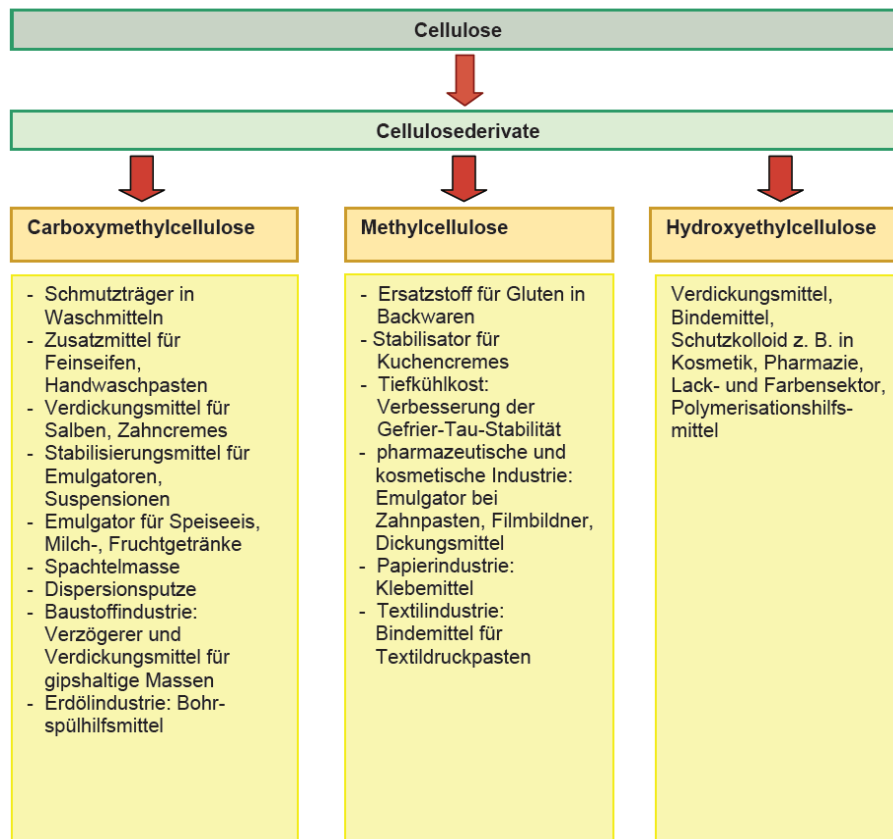 Cellulose
Cellulosederivate
Carboxymethylcellulose
- Schmutzträger in
Waschmitteln
- Zusatzmittel für
Feinseifen,
Handwaschpasten
- Verdickungsmittel für
Salben, Zahncremes
- Stabilisierungsmittel für
Emulgatoren,
Suspensionen
- Emulgator für Speiseeis,
Milch-, Fruchtgetränke
- Spachtelmasse
- Dispersionsputze
- Baustoffindustrie:
Verzögerer und
Verdickungsmittel für
gipshaltige Massen
- Erdölindustrie: Bohr-
spülhilfsmittel
Methylcellulose
- Ersatzstoff für Gluten in
Backwaren
- Stabilisator für
Kuchencremes
- Tiefkühlkost:
Verbesserung der
Gefrier-Tau-Stabilität
- pharmazeutische und
kosmetische Industrie:
Emulgator bei
Zahnpasten, Filmbildner,
Dickungsmittel
- Papierindustrie:
Klebemittel
- Textilindustrie:
Bindemittel für
Textildruckpasten
Hydroxyethylcellulose
Verdickungsmittel,
Bindemittel,
Schutzkolloid z. B. in
Kosmetik, Pharmazie,
Lack- und Farbensektor,
Polymerisationshilfs-
mittel